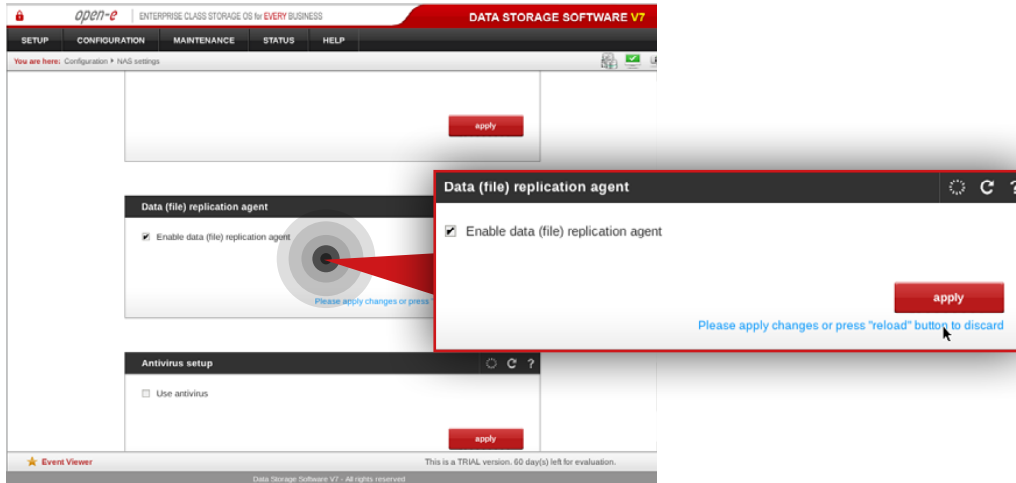 open-e ENTERPRISE CLASS STORAGE OS for EVERY BUSINESS DATA STORAGE SOFTWARE V7
SETUP CONFIGURATION MAINTENANCE STATUS HELP
You are here: Configuration NAS settings
apply
Data (file) replication agent
Enable data (file) replication agent
Please apply changes or press "
Data (file) replication agent ?
Enable data (file) replication agent
apply
Please apply changes or press "reload" button to discard
Antivirus setup ?
Use antivirus
apply
Event Viewer This is a TRIAL version. 60 day(s) left for evaluation.
Data Storage Software V7 - All rights reserved